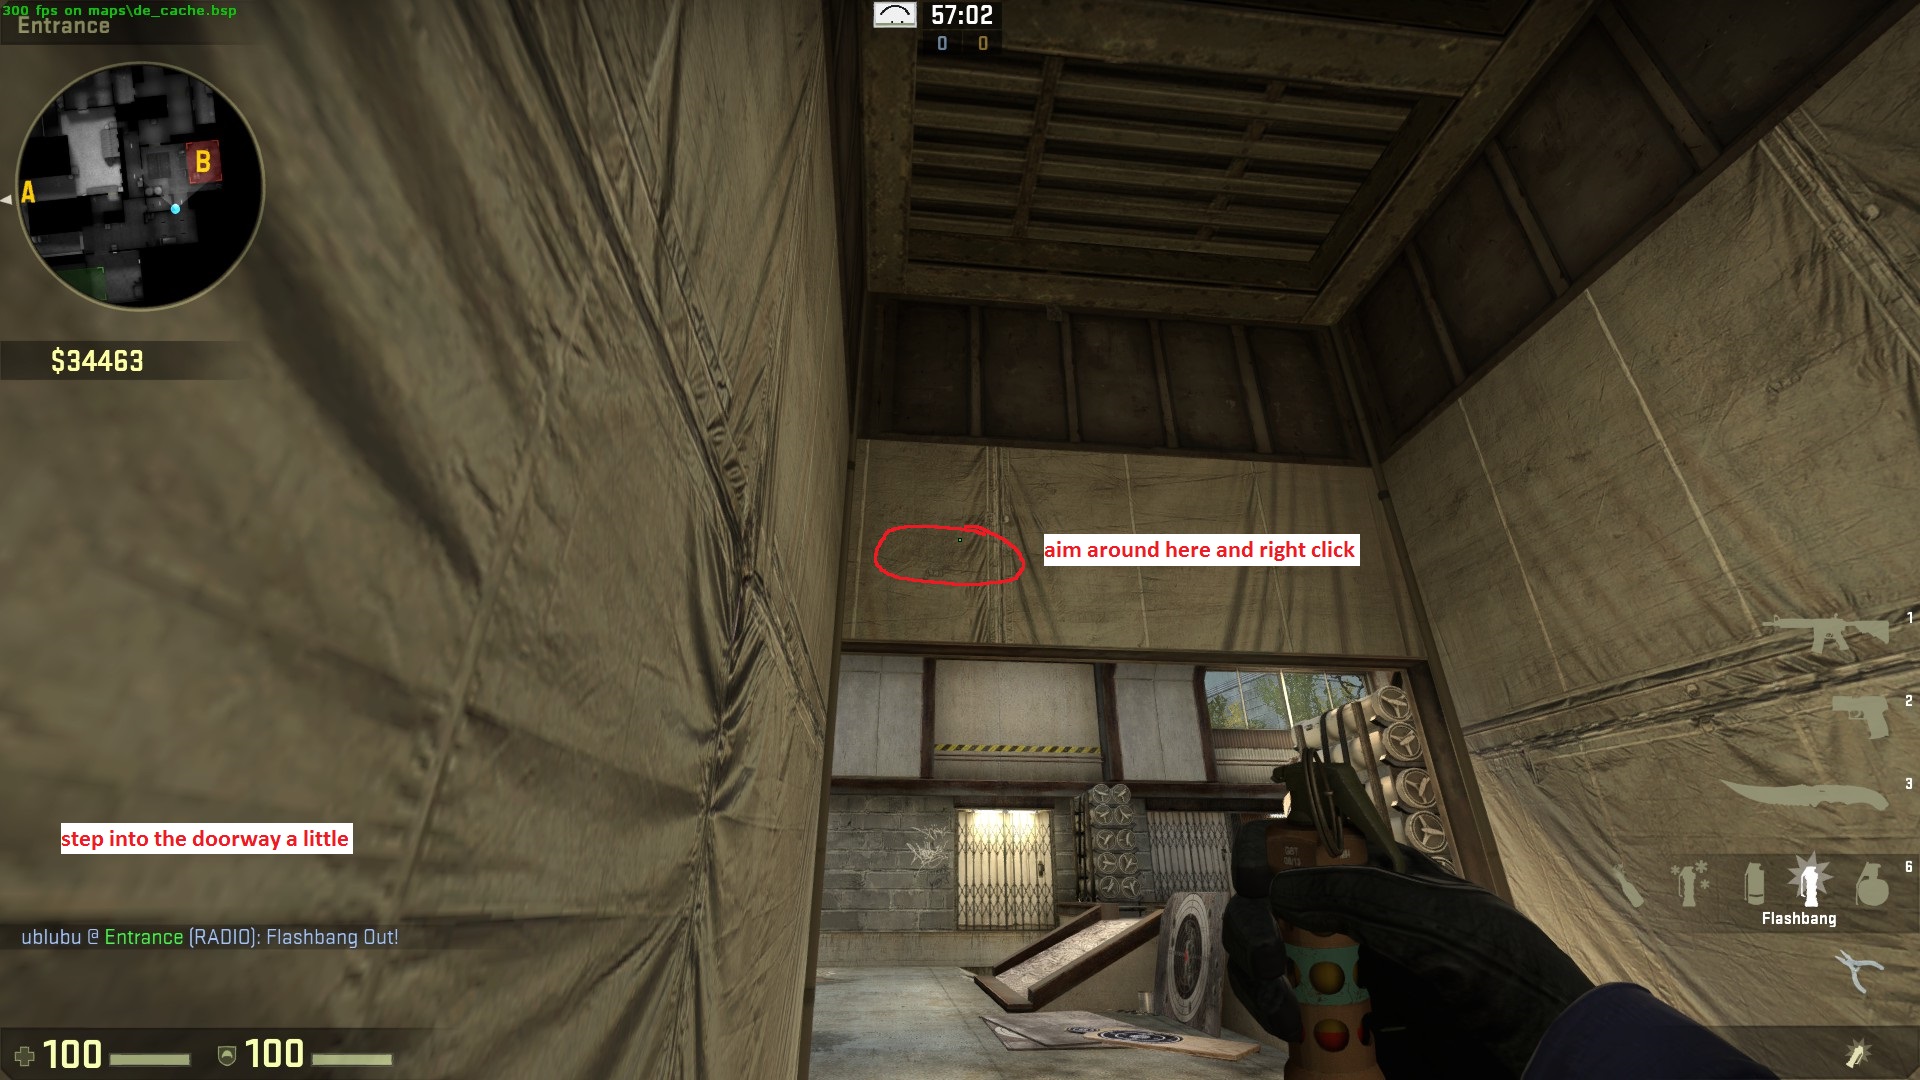 300 fps on maps\de_cache.bsp
Entrance
57:02
0 0
A
B
$34463
aim around here and right click
1
2
3
step into the doorway a little
6
Flashbang
ublubu @ Entrance (RADIO): Flashbang Out!
100 100